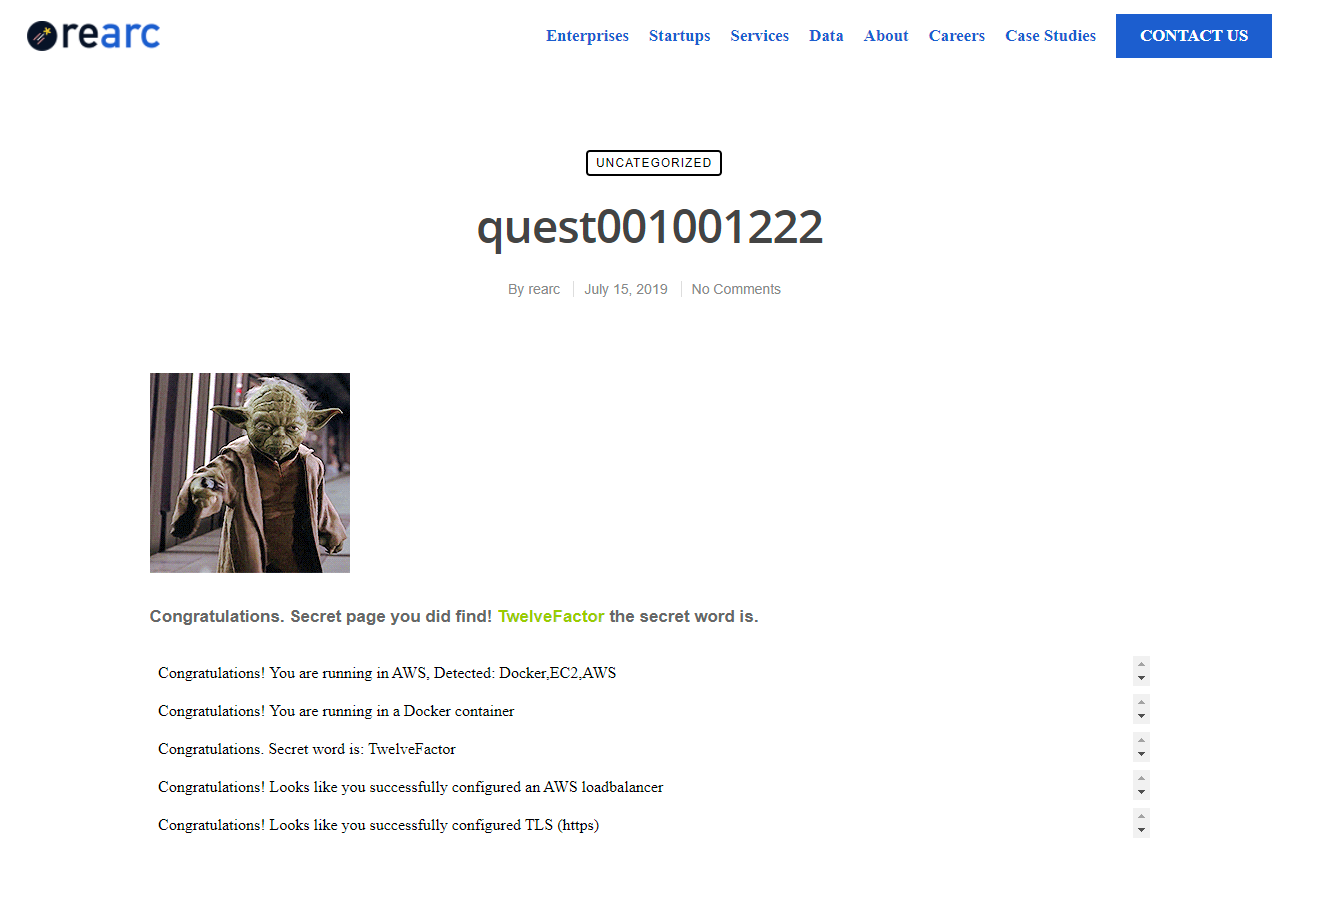 rearc
Enterprises Startups Services Data About Careers Case Studies CONTACT US
UNCATEGORIZED
quest001001222
By rearc July 15, 2019 No Comments
Congratulations. Secret page you did find! TwelveFactor the secret word is.
Congratulations! You are running in AWS, Detected: Docker,EC2,AWS
Congratulations! You are running in a Docker container
Congratulations. Secret word is: TwelveFactor
Congratulations! Looks like you successfully configured an AWS loadbalancer
Congratulations! Looks like you successfully configured TLS (https)